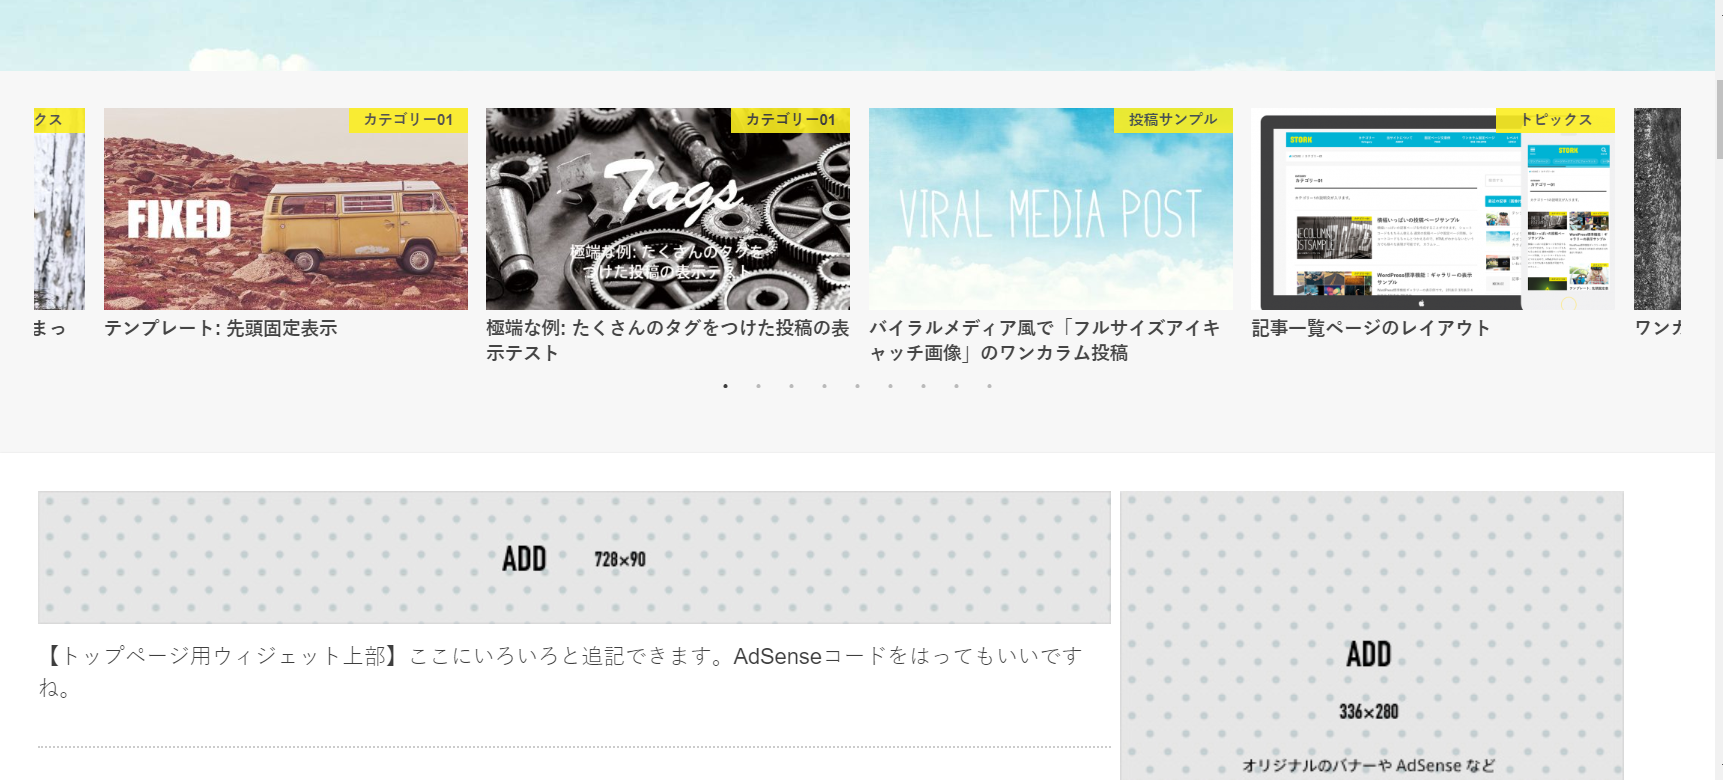 クス
まっ
カテゴリー01
FIXED
テンプレート: 先頭固定表示
カテゴリー01
Tags
極端な例: たくさんのタグを
つけた投稿の表示テスト
極端な例: たくさんのタグをつけた投稿の表
示テスト
投稿サンプル
VIRAL MEDIA POST
バイラルメディア風で「フルサイズアイキ
ャッチ画像」のワンカラム投稿
トピックス
STORK
STORK
カテゴリー01
記事一覧ページのレイアウト
ワンカ
ADD 728×90
【トップページ用ウィジェット上部】ここにいろいろと追記できます。AdSenseコードをはってもいいです
ね。
ADD
336×280
オリジナルのバナーや AdSense など